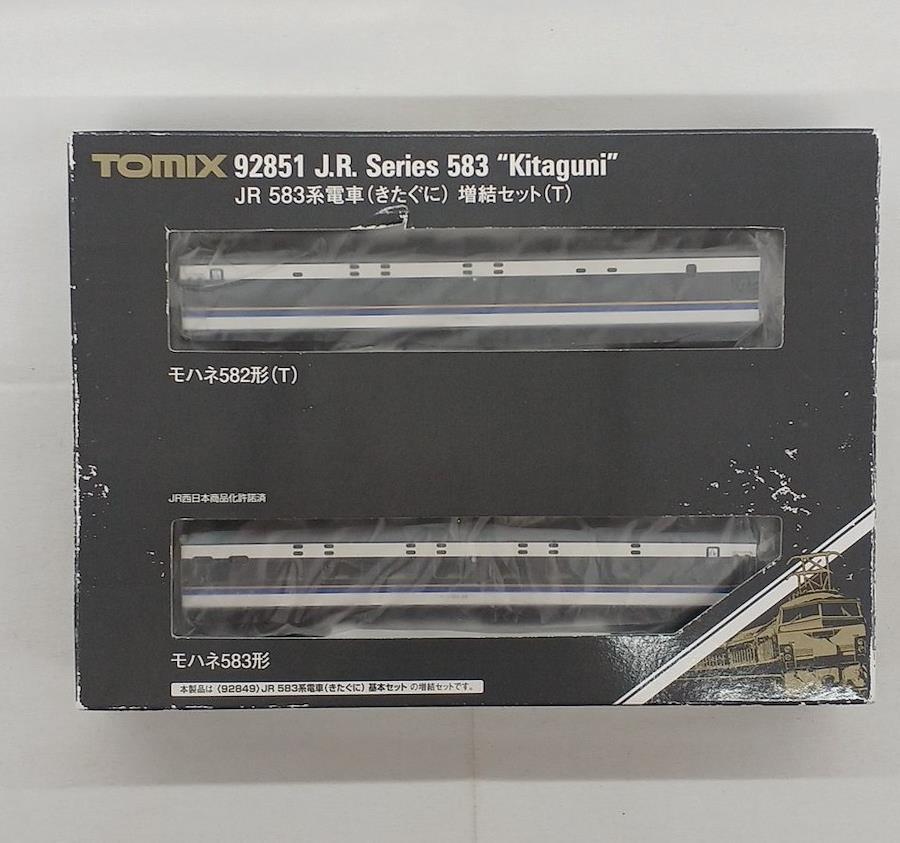 TOMIX 92851 J.R. Series 583 “Kitaguni”
JR 583系電車(きたぐに) 増結セット(T)
モハネ582形(T)
JR西日本商品化許諾済
モハネ583形
本製品は〈92849〉JR 583系電車(きたぐに) 基本セット の増結セットです。